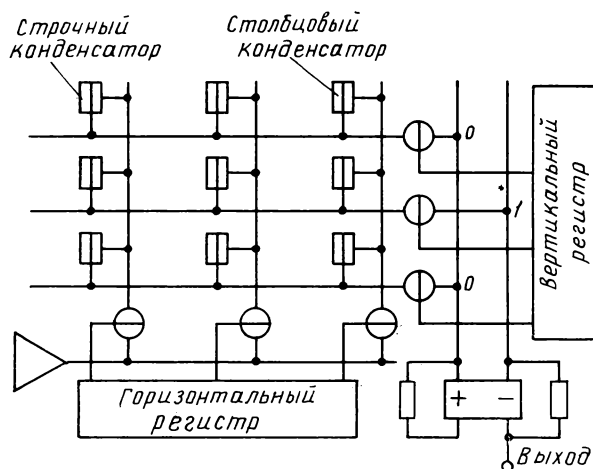 Строчный
конденсатор
Столбцовый
конденсатор
0
1
0
Вертикальный
регистр
Горизонтальный
регистр
+ −
Выход